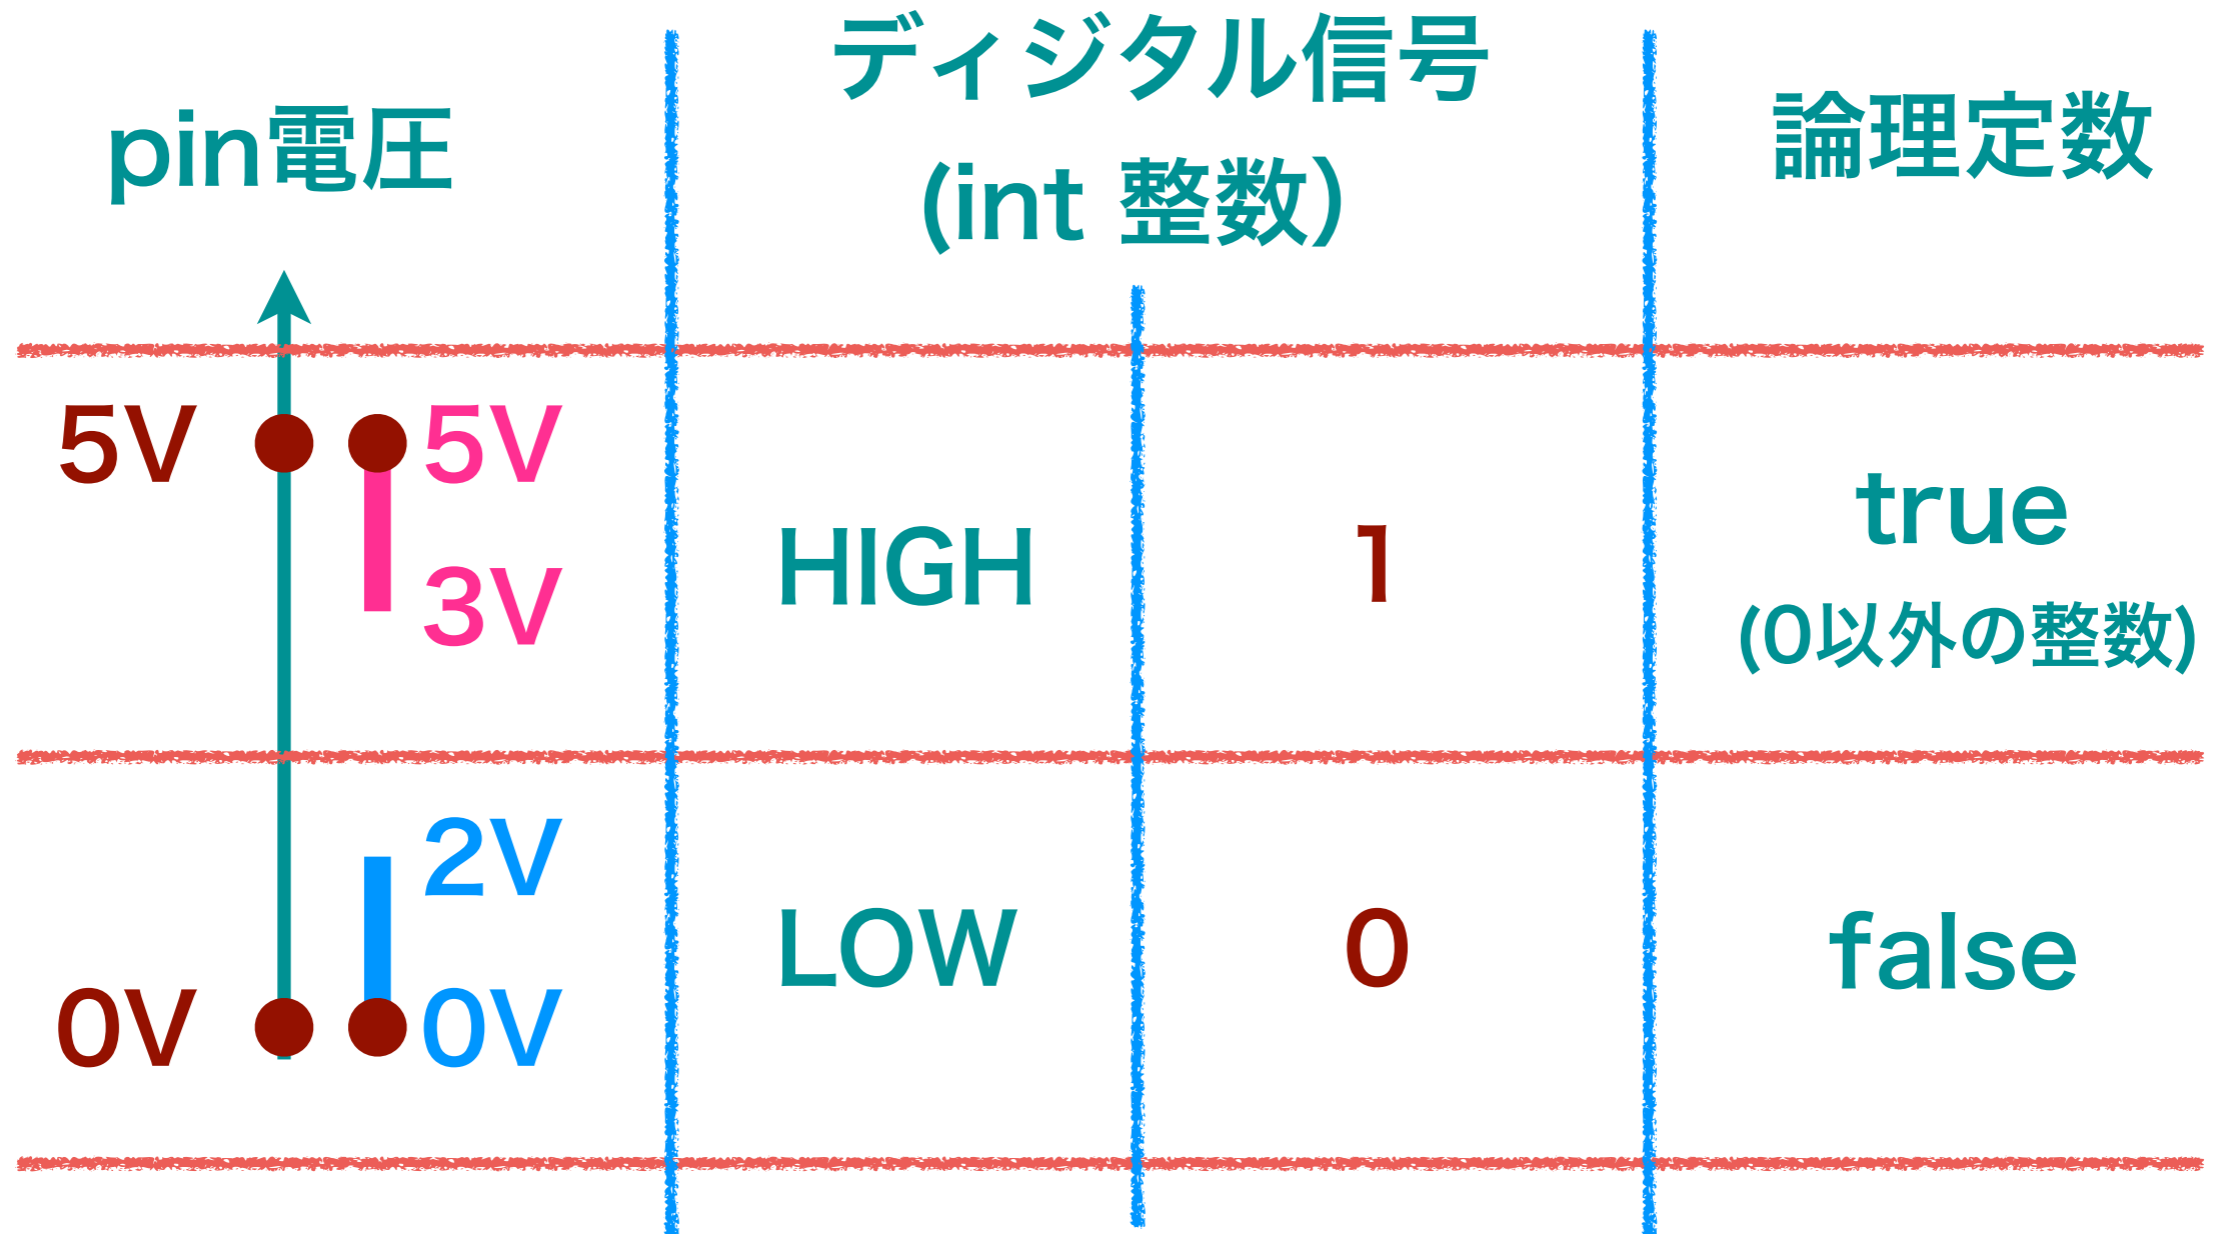 pin電圧
ディジタル信号
(int 整数）
論理定数
5V
5V
3V
HIGH
1
true
(0以外の整数)
2V
0V
0V
LOW
0
false